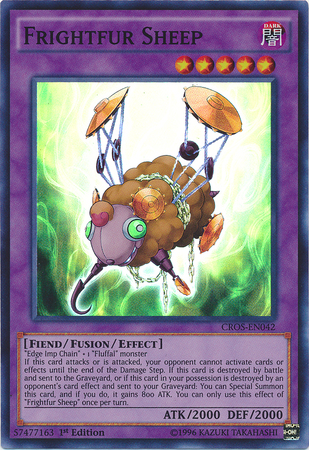 FRIGHTFUR SHEEP
DARK
闇
CROS-EN042
[FIEND/FUSION/EFFECT]
"Edge Imp Chain" + 1 "Fluffal" monster
If this card attacks or is attacked, your opponent cannot activate cards or
effects until the end of the Damage Step. If this card is destroyed by battle
and sent to the Graveyard, or if this card in your possession is destroyed by an
opponent's card effect and sent to your Graveyard: You can Special Summon
this card, and if you do, it gains 800 ATK. You can only use this effect of
"Frightfur Sheep" once per turn.
ATK/2000 DEF/2000
57477163 1st Edition ©1996 KAZUKI TAKAHASHI